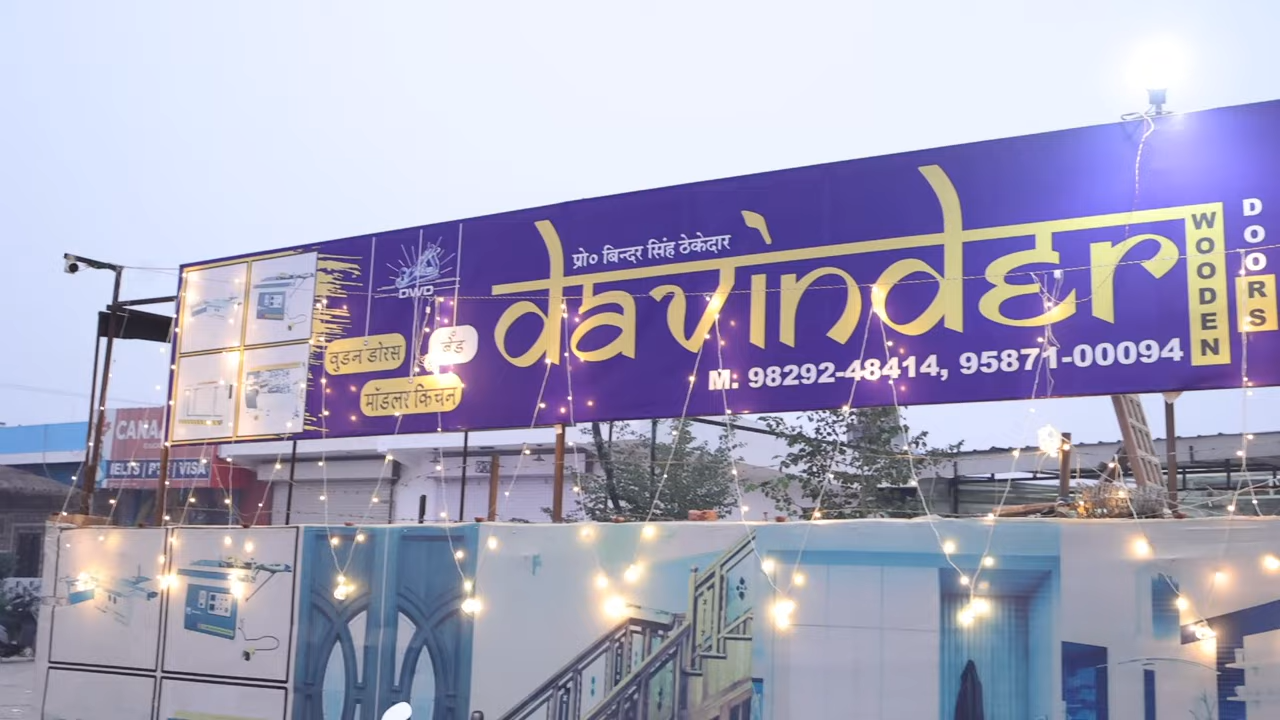 प्रो० बिन्दर सिंह ठेकेदार
davinder
WOODEN
DOORS
M: 98292-48414, 95871-00094
DWD
वुडन डोरस
बैड
मॉडलर किचन
IELTS | PTE | VISA